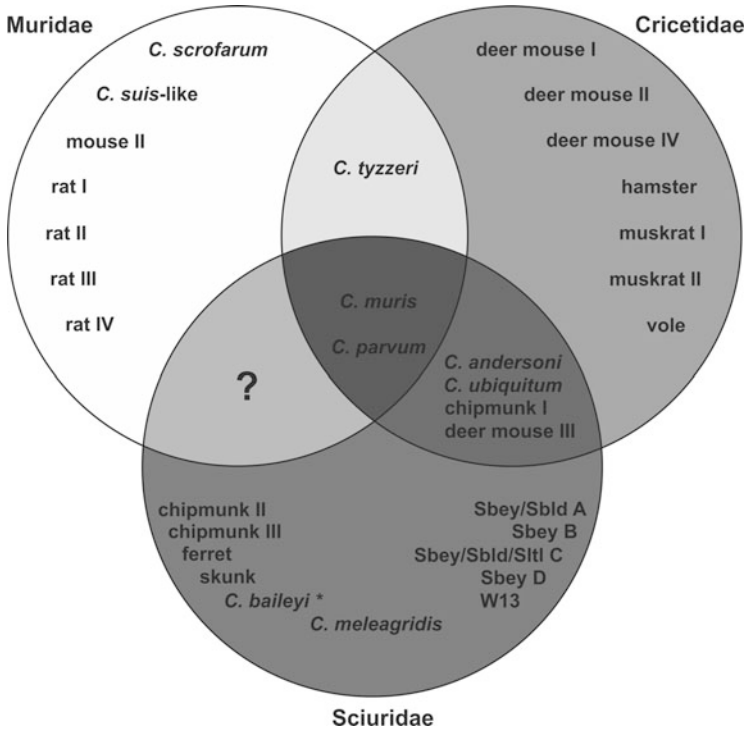 Muridae
Cricetidae
C. scrofarum
C. suis-like
mouse II
rat I
rat II
rat III
rat IV
C. tyzzeri
deer mouse I
deer mouse II
deer mouse IV
hamster
muskrat I
muskrat II
vole
C. muris
C. parvum
?
C. andersoni
C. ubiquitum
chipmunk I
deer mouse III
chipmunk II
chipmunk III
ferret
skunk
C. baileyi *
C. meleagridis
Sbey/Sbld A
Sbey B
Sbey/Sbld/Sltl C
Sbey D
W13
Sciuridae